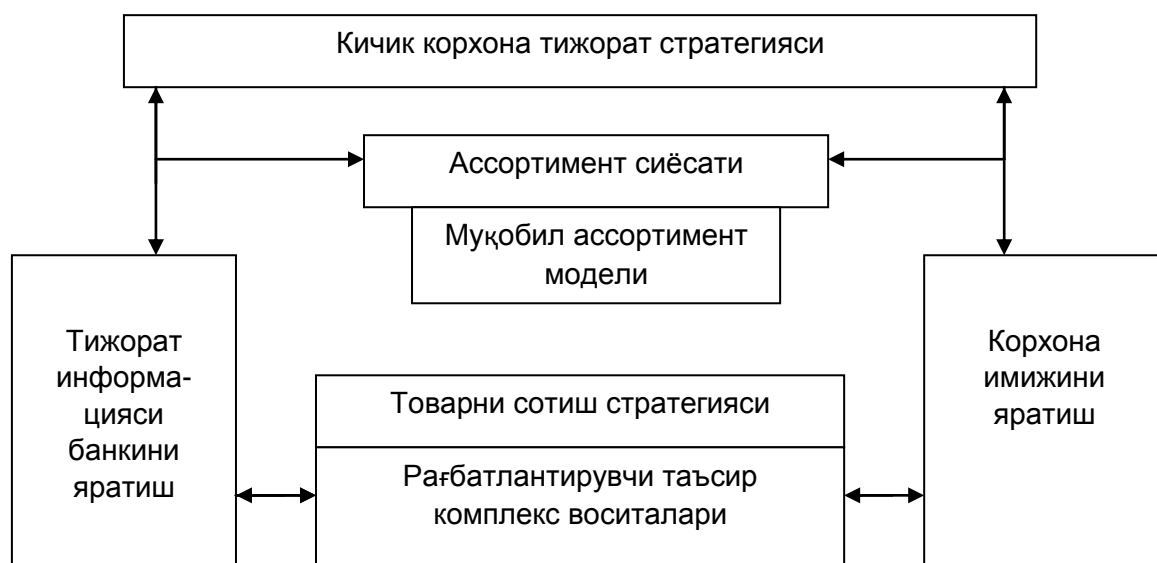 Кичик корхона тижорат стратегияси
Ассортимент сиёсати
Муқобил ассортимент
модели
Тижорат
информа-
цияси
банкини
яратиш
Товарни сотиш стратегияси
Рағбатлантирувчи таъсир
комплекс воситалари
Корхона
имижини
яратиш